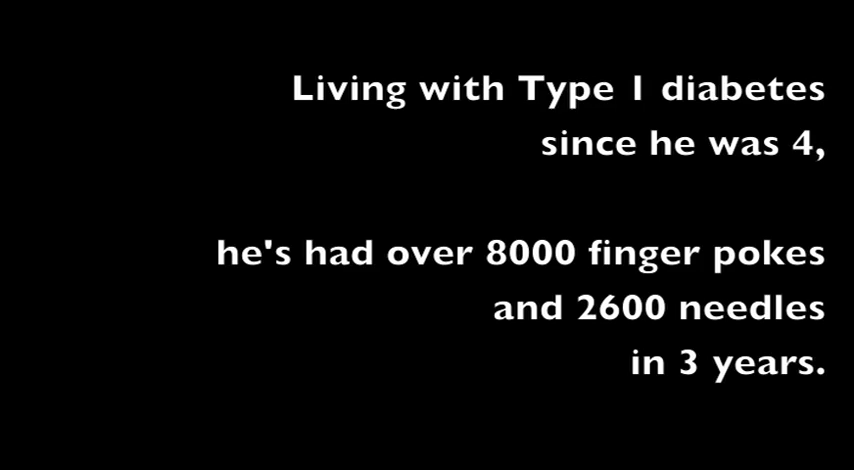 Living with Type 1 diabetes
since he was 4,
he's had over 8000 finger pokes
and 2600 needles
in 3 years.